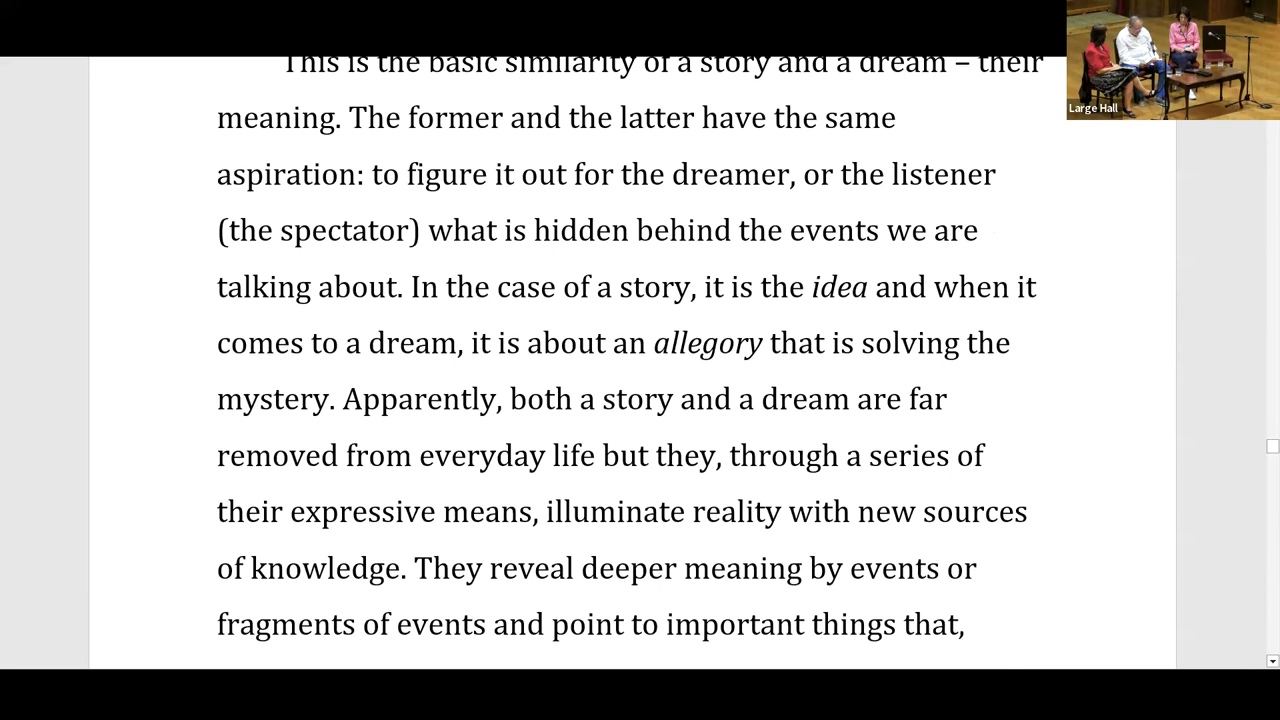 This is the basic similarity of a story and a dream – their
meaning. The former and the latter have the same
aspiration: to figure it out for the dreamer, or the listener
(the spectator) what is hidden behind the events we are
talking about. In the case of a story, it is the idea and when it
comes to a dream, it is about an allegory that is solving the
mystery. Apparently, both a story and a dream are far
removed from everyday life but they, through a series of
their expressive means, illuminate reality with new sources
of knowledge. They reveal deeper meaning by events or
fragments of events and point to important things that,
Large Hall